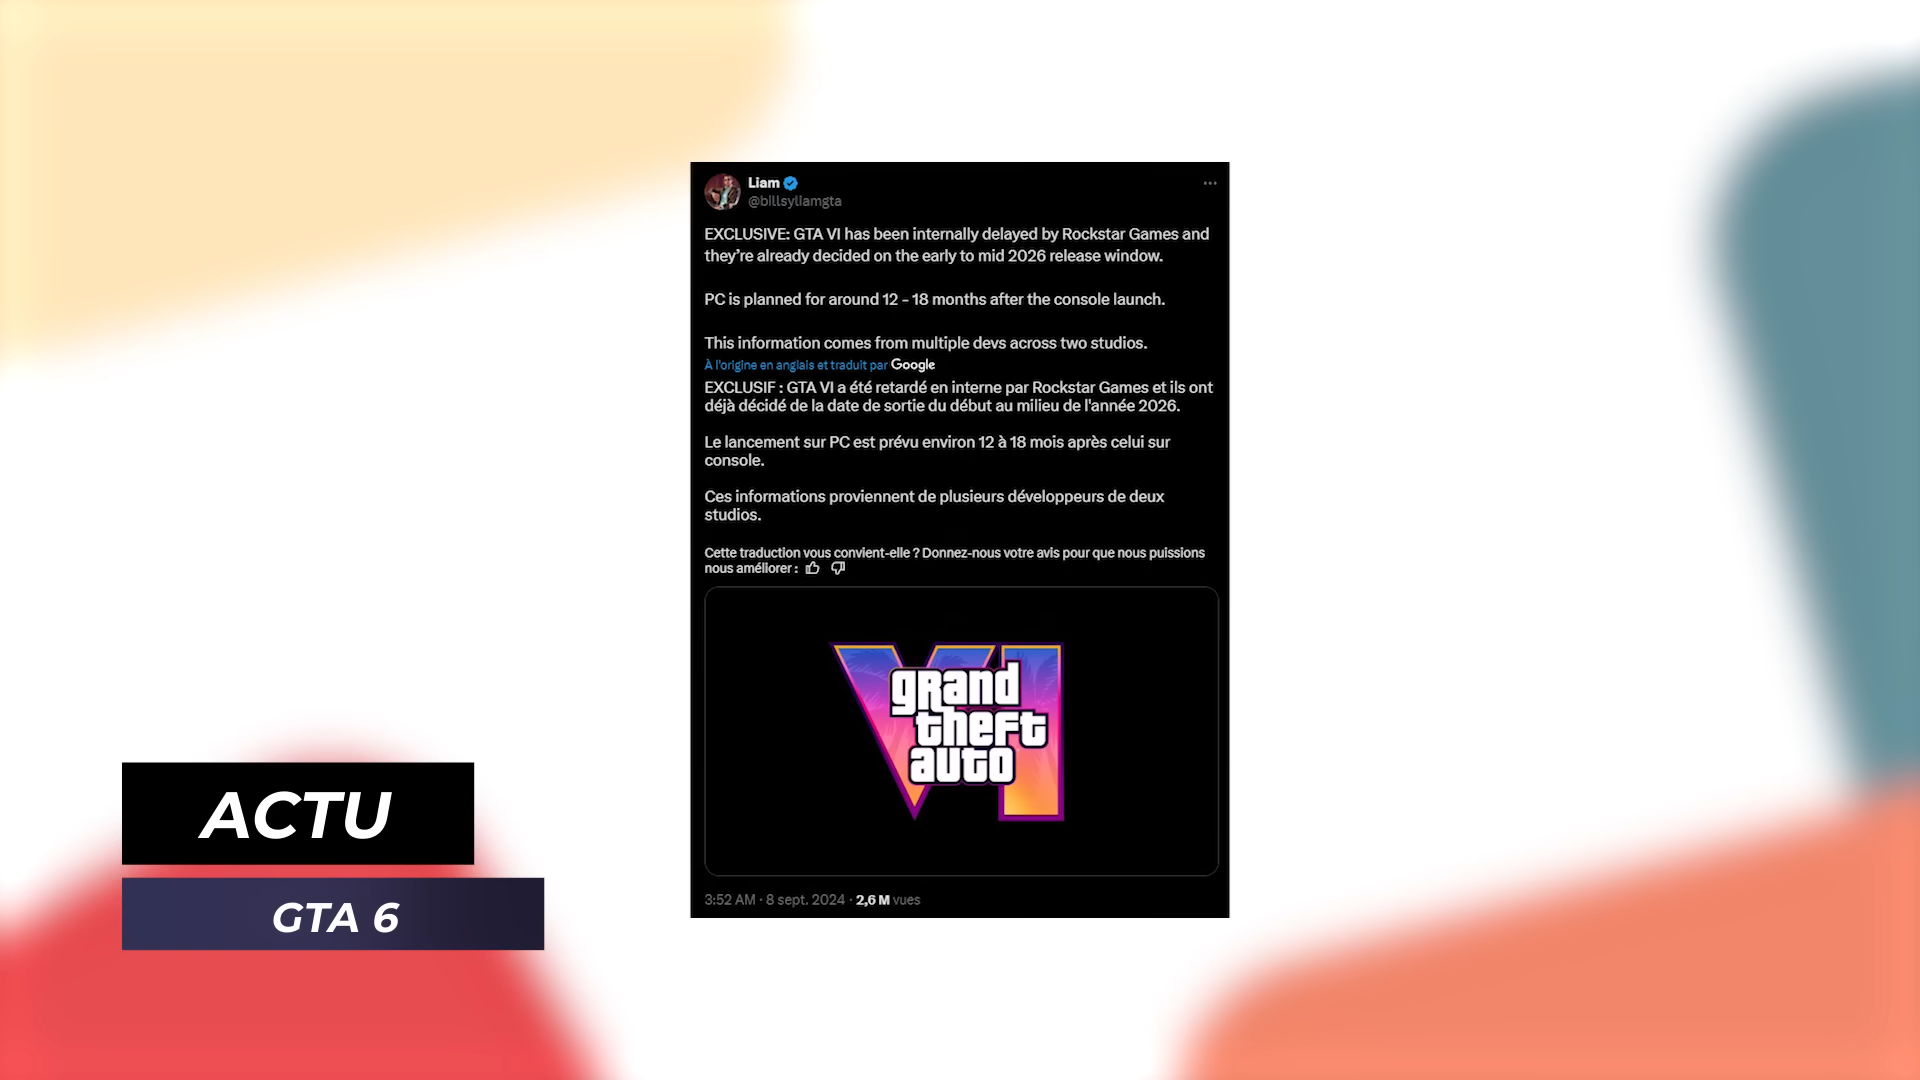 Liam
@billsyliamgta
EXCLUSIVE: GTA VI has been internally delayed by Rockstar Games and
they're already decided on the early to mid 2026 release window.
PC is planned for around 12 - 18 months after the console launch.
This information comes from multiple devs across two studios.
À l'origine en anglais et traduit par Google
EXCLUSIF : GTA VI a été retardé en interne par Rockstar Games et ils ont
déjà décidé de la date de sortie du début au milieu de l'année 2026.
Le lancement sur PC est prévu environ 12 à 18 mois après celui sur
console.
Ces informations proviennent de plusieurs développeurs de deux
studios.
Cette traduction vous convient-elle ? Donnez-nous votre avis pour que nous puissions
nous améliorer :
VI
grand
theft
auto
3:52 AM · 8 sept. 2024 · 2,6 M vues
ACTU
GTA 6